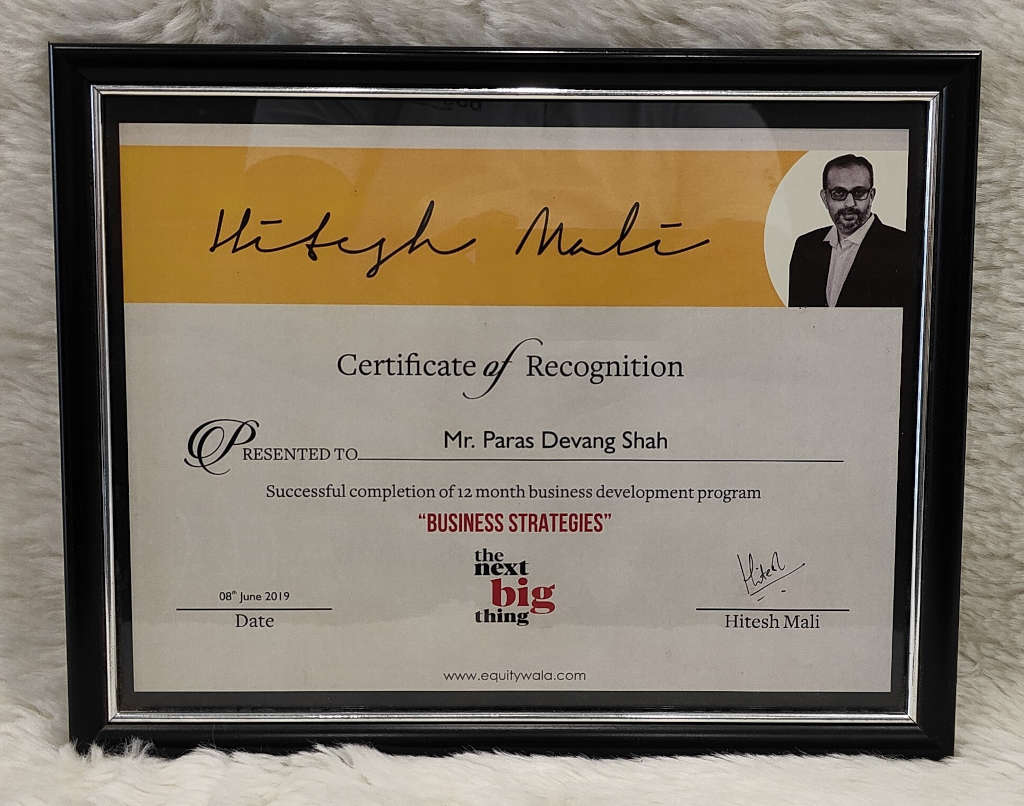 Hitesh Mali
Certificate of Recognition
PRESENTED TO Mr. Paras Devang Shah
Successful completion of 12 month business development program
“BUSINESS STRATEGIES”
the
next
big
thing
08th June 2019
Date
Hitesh
Hitesh Mali
www.equitywala.com